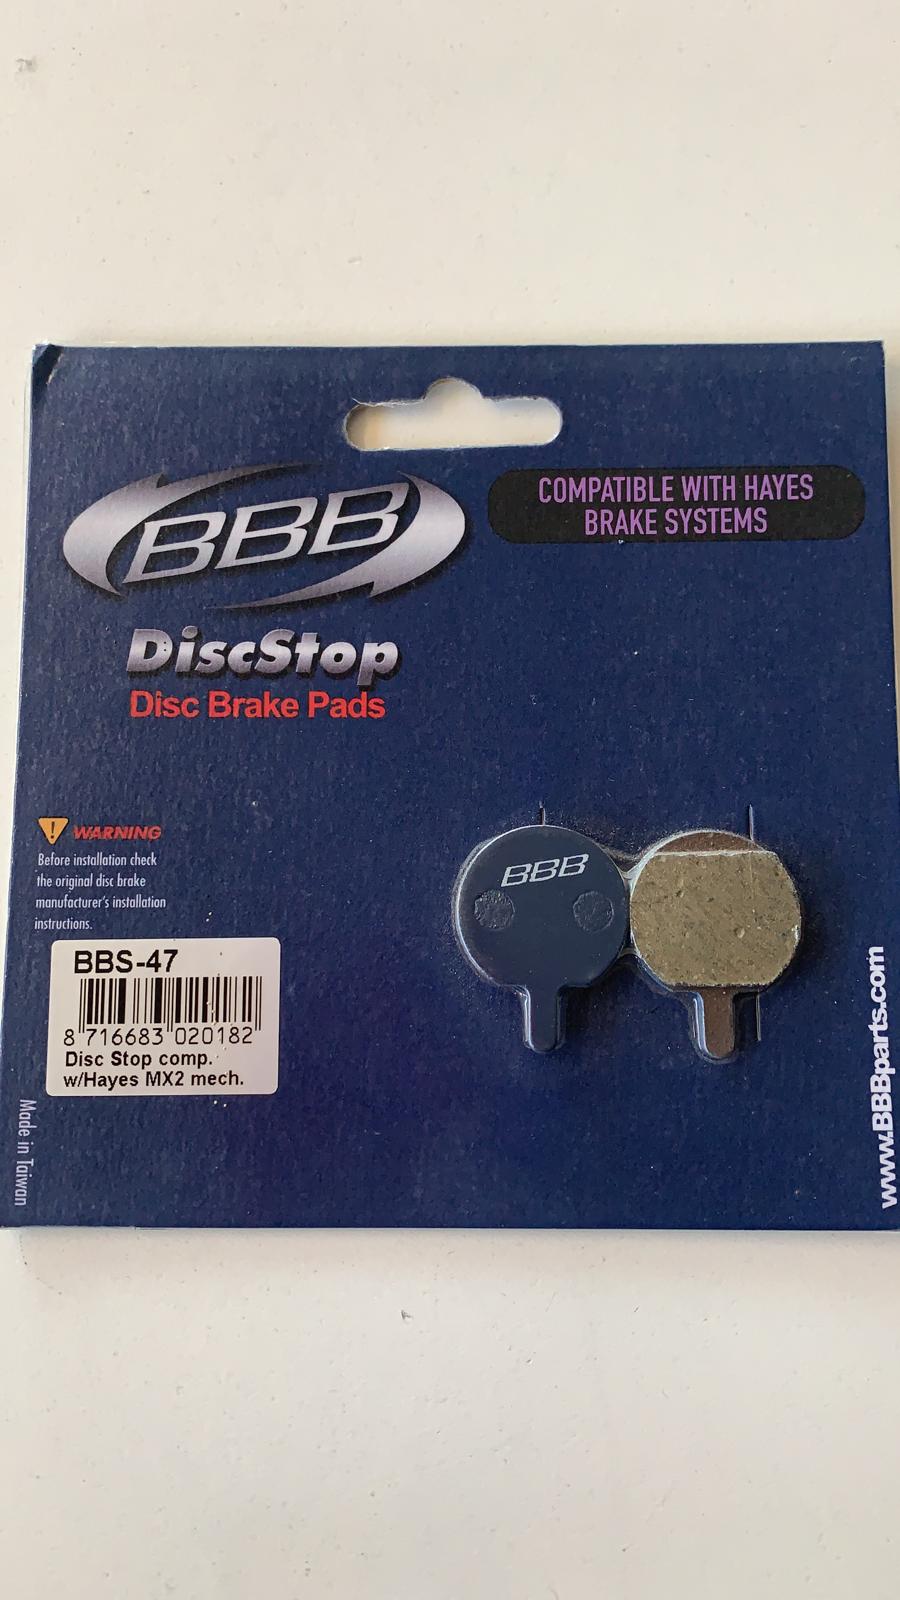 BBB
COMPATIBLE WITH HAYES
BRAKE SYSTEMS
DiscStop
Disc Brake Pads
WARNING
Before installation check
the original disc brake
manufacturer's installation
instructions.
BBB
BBS-47
8 716683 020182
Disc Stop comp.
w/Hayes MX2 mech.
Made in Taiwan
www.BBBparts.com